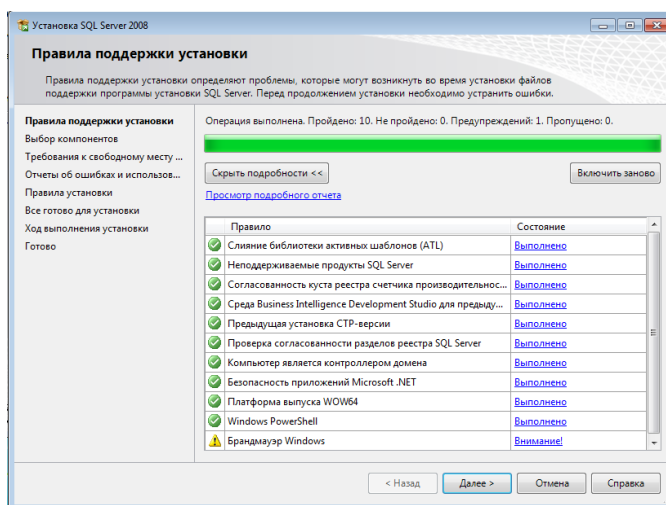 Установка SQL Server 2008
Правила поддержки установки
Правила поддержки установки определяют проблемы, которые могут возникнуть во время установки файлов
поддержки программы установки SQL Server. Перед продолжением установки необходимо устранить ошибки.
Правила поддержки установки
Выбор компонентов
Требования к свободному месту ...
Отчеты об ошибках и использов...
Правила установки
Все готово для установки
Ход выполнения установки
Готово
Операция выполнена. Пройдено: 10. Не пройдено: 0. Предупреждений: 1. Пропущено: 0.
Скрыть подробности <<
Включить заново
Просмотр подробного отчета
Правило Состояние
Слияние библиотеки активных шаблонов (ATL) Выполнено
Неподдерживаемые продукты SQL Server Выполнено
Согласованность куста реестра счетчика производительнос... Выполнено
Среда Business Intelligence Development Studio для предыду... Выполнено
Предыдущая установка CTP-версии Выполнено
Проверка согласованности разделов реестра SQL Server Выполнено
Компьютер является контроллером домена Выполнено
Безопасность приложений Microsoft .NET Выполнено
Платформа выпуска WOW64 Выполнено
Windows PowerShell Выполнено
Брандмауэр Windows Внимание!
< Назад Далее > Отмена Справка